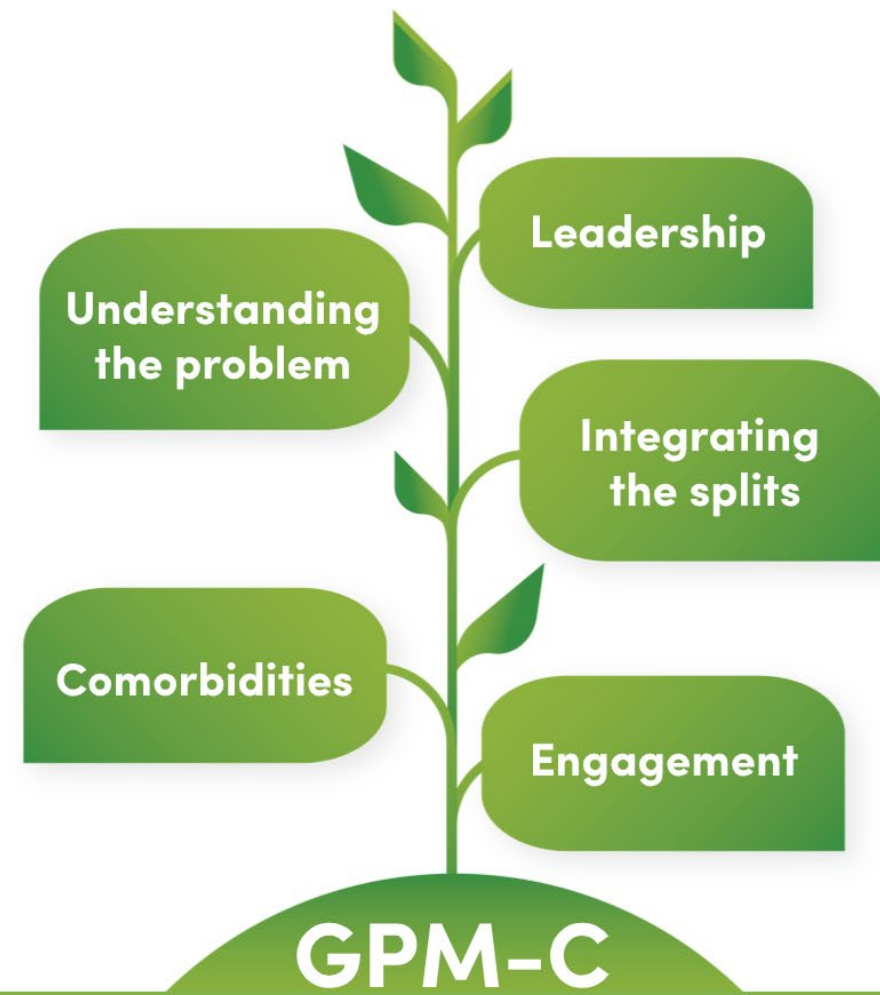 Leadership
Understanding
the problem
Integrating
the splits
Comorbidities
Engagement
GPM-C